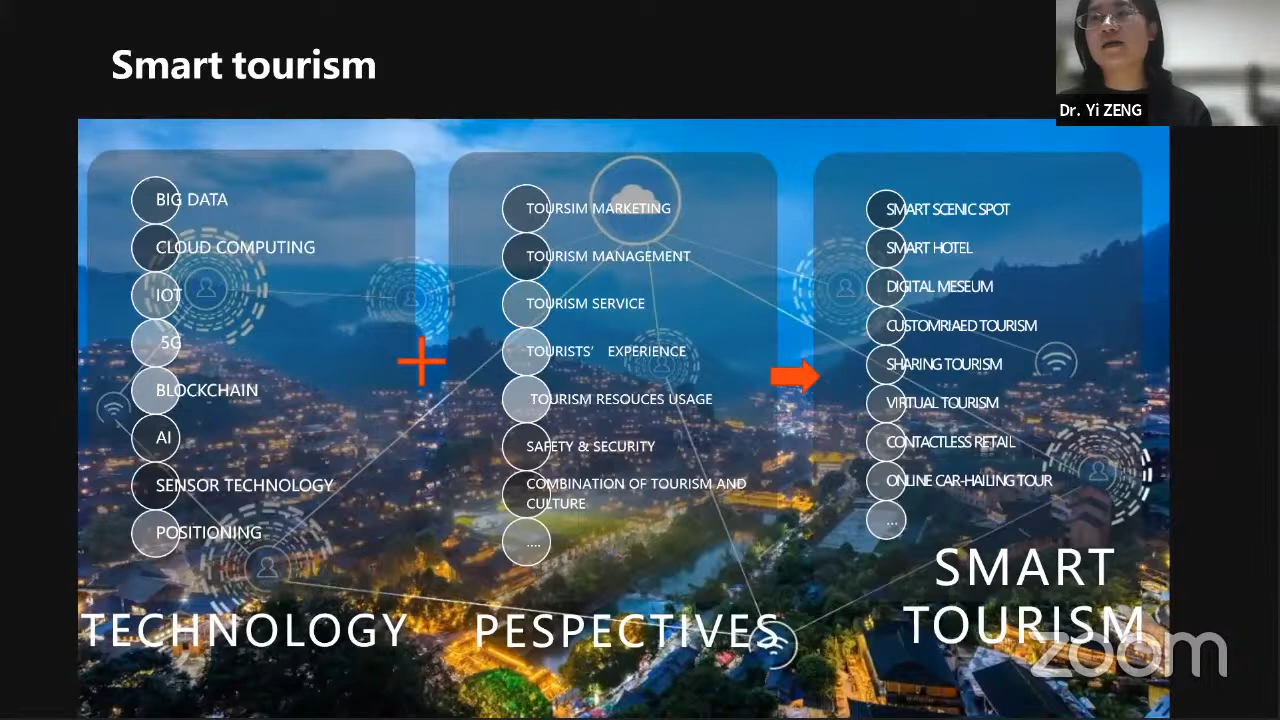 Smart tourism
Dr. Yi ZENG
BIG DATA
CLOUD COMPUTING
IOT
5G
BLOCKCHAIN
AI
SENSOR TECHNOLOGY
POSITIONING
TECHNOLOGY
TOURSIM MARKETING
TOURISM MANAGEMENT
TOURISM SERVICE
TOURISTS’ EXPERIENCE
TOURISM RESOUCES USAGE
SAFETY & SECURITY
COMBINATION OF TOURISM AND
CULTURE
....
PESPECTIVES
SMART SCENIC SPOT
SMART HOTEL
DIGITAL MESEUM
CUSTOMRIAED TOURISM
SHARING TOURISM
VIRTUAL TOURISM
CONTACTLESS RETAIL
ONLINE CAR-HAILING TOUR
...
SMART
TOURISM
zoom